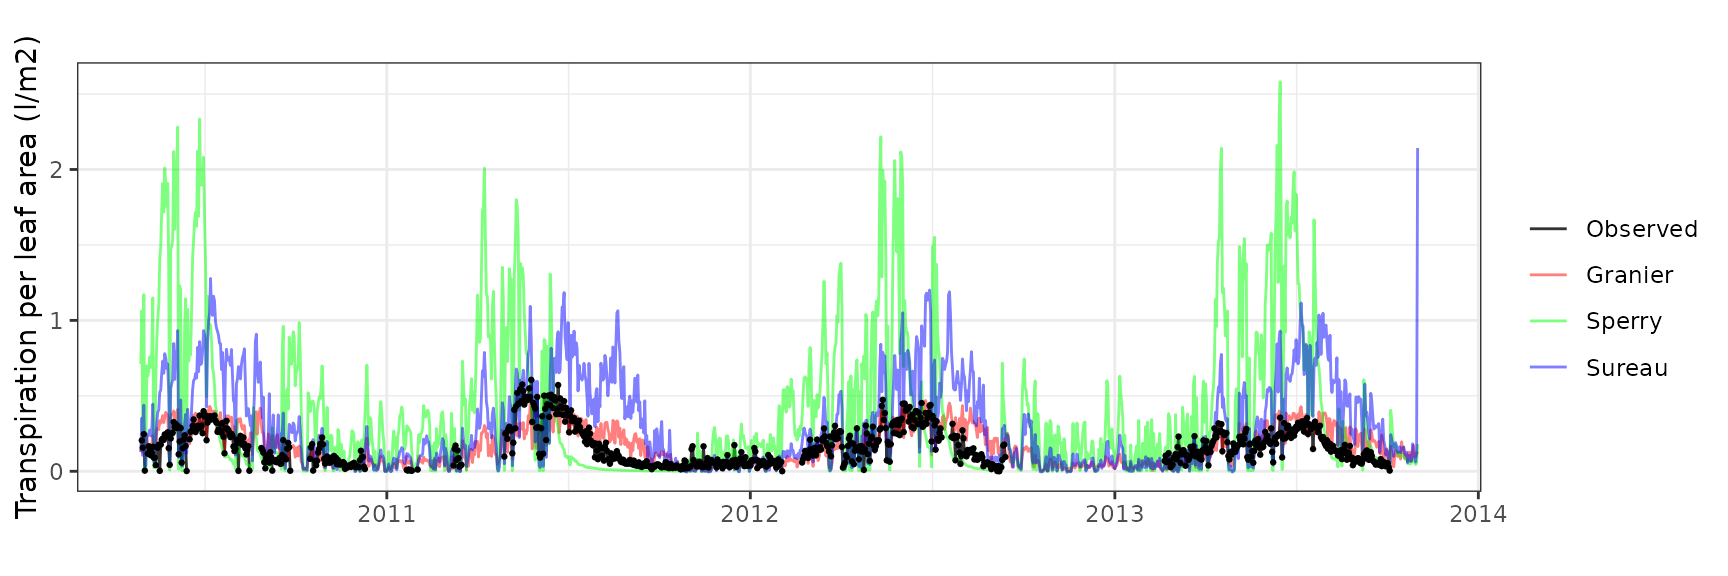 Transpiration per leaf area (l/m2)
2
1
0
2011
2012
2013
2014
Observed
Granier
Sperry
Sureau